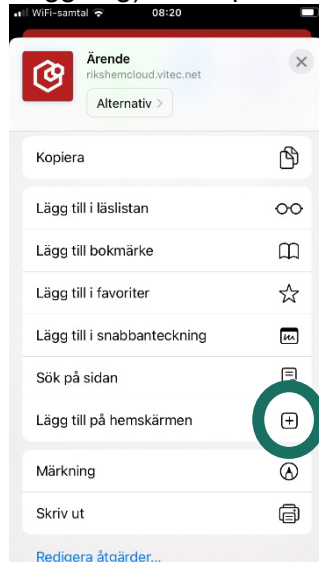 WiFi-samtal 08:20
Ärende
rikshemcloud.vitec.net
Alternativ >
Kopiera
Lägg till i läslistan
Lägg till bokmärke
Lägg till i favoriter
Lägg till i snabbanteckning
Sök på sidan
Lägg till på hemskärmen
Märkning
Skriv ut
Redigera åtgärder...